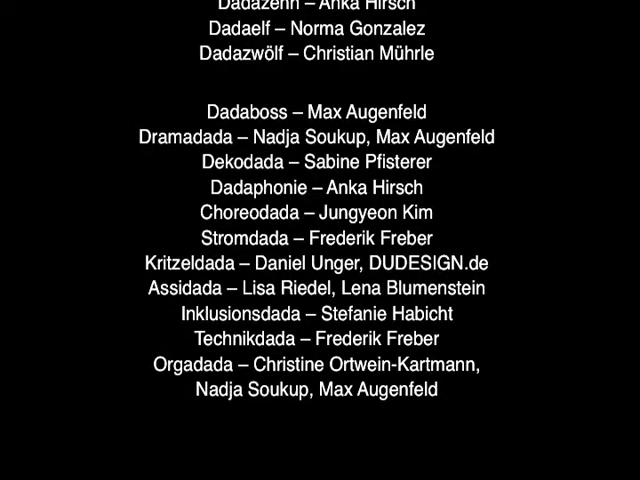 Dadazehn – Anka Hirsch
Dadaelf – Norma Gonzalez
Dadazwölf – Christian Mührle
Dadaboss – Max Augenfeld
Dramadada – Nadja Soukup, Max Augenfeld
Dekodada – Sabine Pfisterer
Dadaphonie – Anka Hirsch
Choreodada – Jungyeon Kim
Stromdada – Frederik Freber
Kritzeldada – Daniel Unger, DUDESIGN.de
Assidada – Lisa Riedel, Lena Blumenstein
Inklusionsdada – Stefanie Habicht
Technikdada – Frederik Freber
Orgadada – Christine Ortwein-Kartmann,
Nadja Soukup, Max Augenfeld